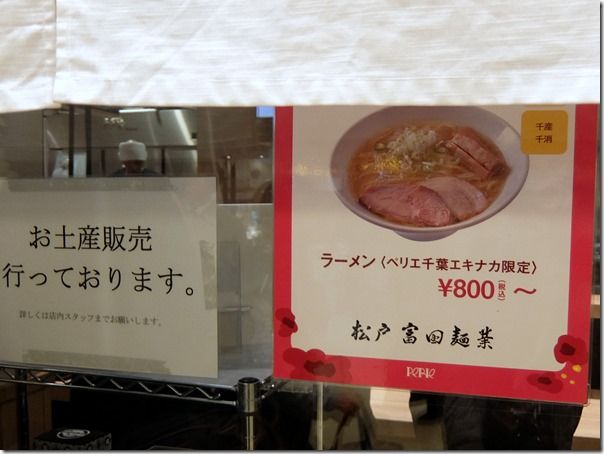 お土産販売
行っております。
詳しくは店内スタッフまでお願いします。
千産
千消
ラーメン〈ペリエ千葉エキナカ限定〉
¥800(税込)~
松戸富田麺業
PERIE